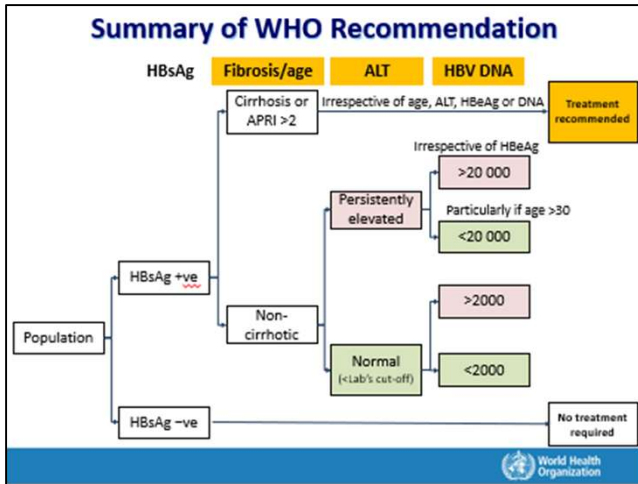 Summary of WHO Recommendation
HBsAg
Fibrosis/age
ALT
HBV DNA
Cirrhosis or
APRI >2
Irrespective of age, ALT, HBeAg or DNA
Treatment
recommended
Irrespective of HBeAg
>20 000
Persistently
elevated
Particularly if age >30
<20 000
HBsAg +ve
Non-
cirrhotic
>2000
Population
Normal
(<Lab's cut-off)
<2000
HBsAg –ve
No treatment
required
World Health
Organization